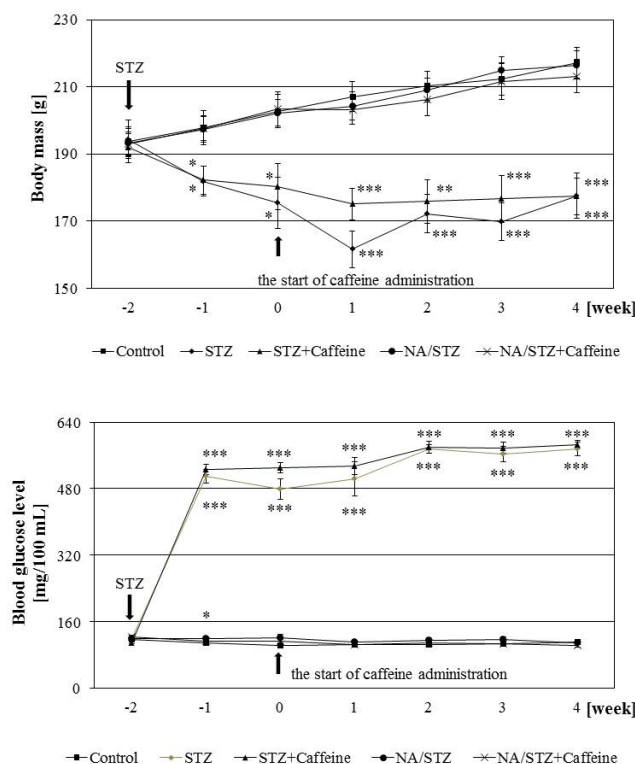 230
210
190
170
150
Body mass [g]
STZ
*
*
*
*
***
***
**
***
***
***
***
***
the start of caffeine administration
-2 -1 0 1 2 3 4 [week]
Control STZ STZ+Caffeine NA/STZ NA/STZ+Caffeine
640
480
320
160
0
Blood glucose level
[mg/100 mL]
*** *** *** *** *** ***
*** *** *** *** *** ***
STZ
*
the start of caffeine administration
-2 -1 0 1 2 3 4 [week]
Control STZ STZ+Caffeine NA/STZ NA/STZ+Caffeine